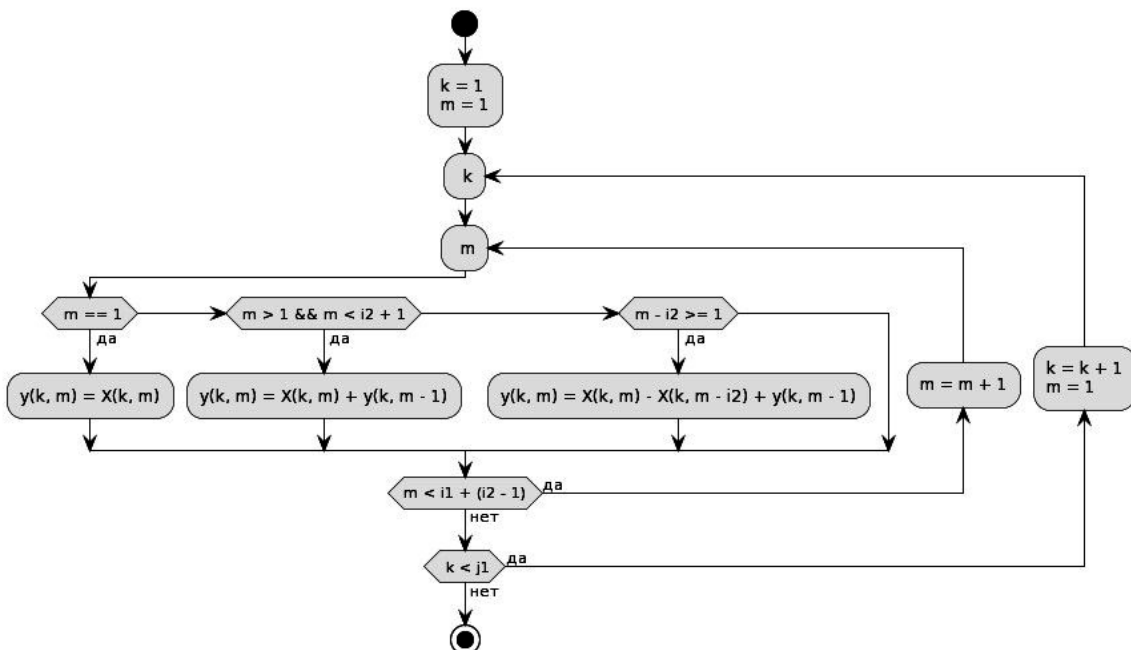 k = 1
m = 1
k
m
m == 1
m > 1 && m < i2 + 1
m - i2 >= 1
да
да
да
y(k, m) = X(k, m)
y(k, m) = X(k, m) + y(k, m - 1)
y(k, m) = X(k, m) - X(k, m - i2) + y(k, m - 1)
m = m + 1
k = k + 1
m = 1
m < i1 + (i2 - 1)
да
нет
k < j1
да
нет